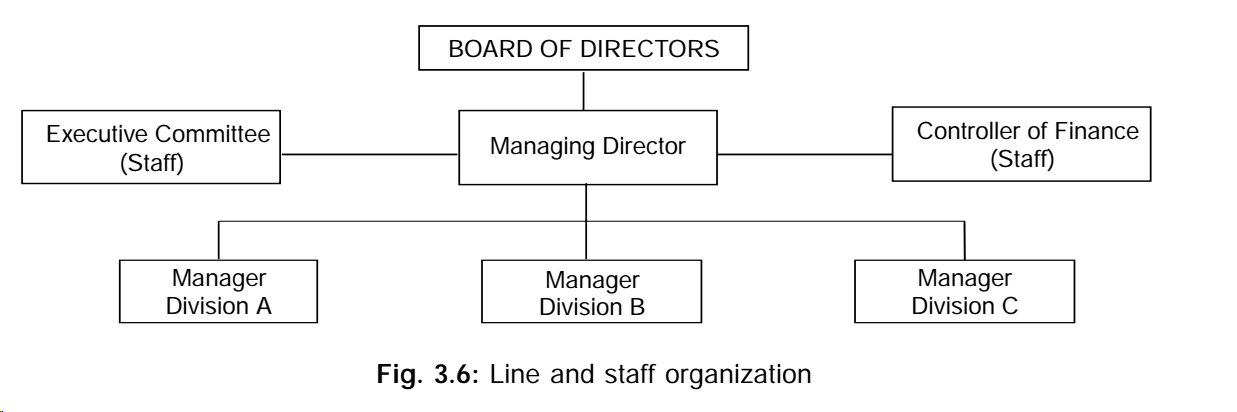 BOARD OF DIRECTORS
Executive Committee
(Staff)
Managing Director
Controller of Finance
(Staff)
Manager
Division A
Manager
Division B
Manager
Division C
Fig. 3.6: Line and staff organization